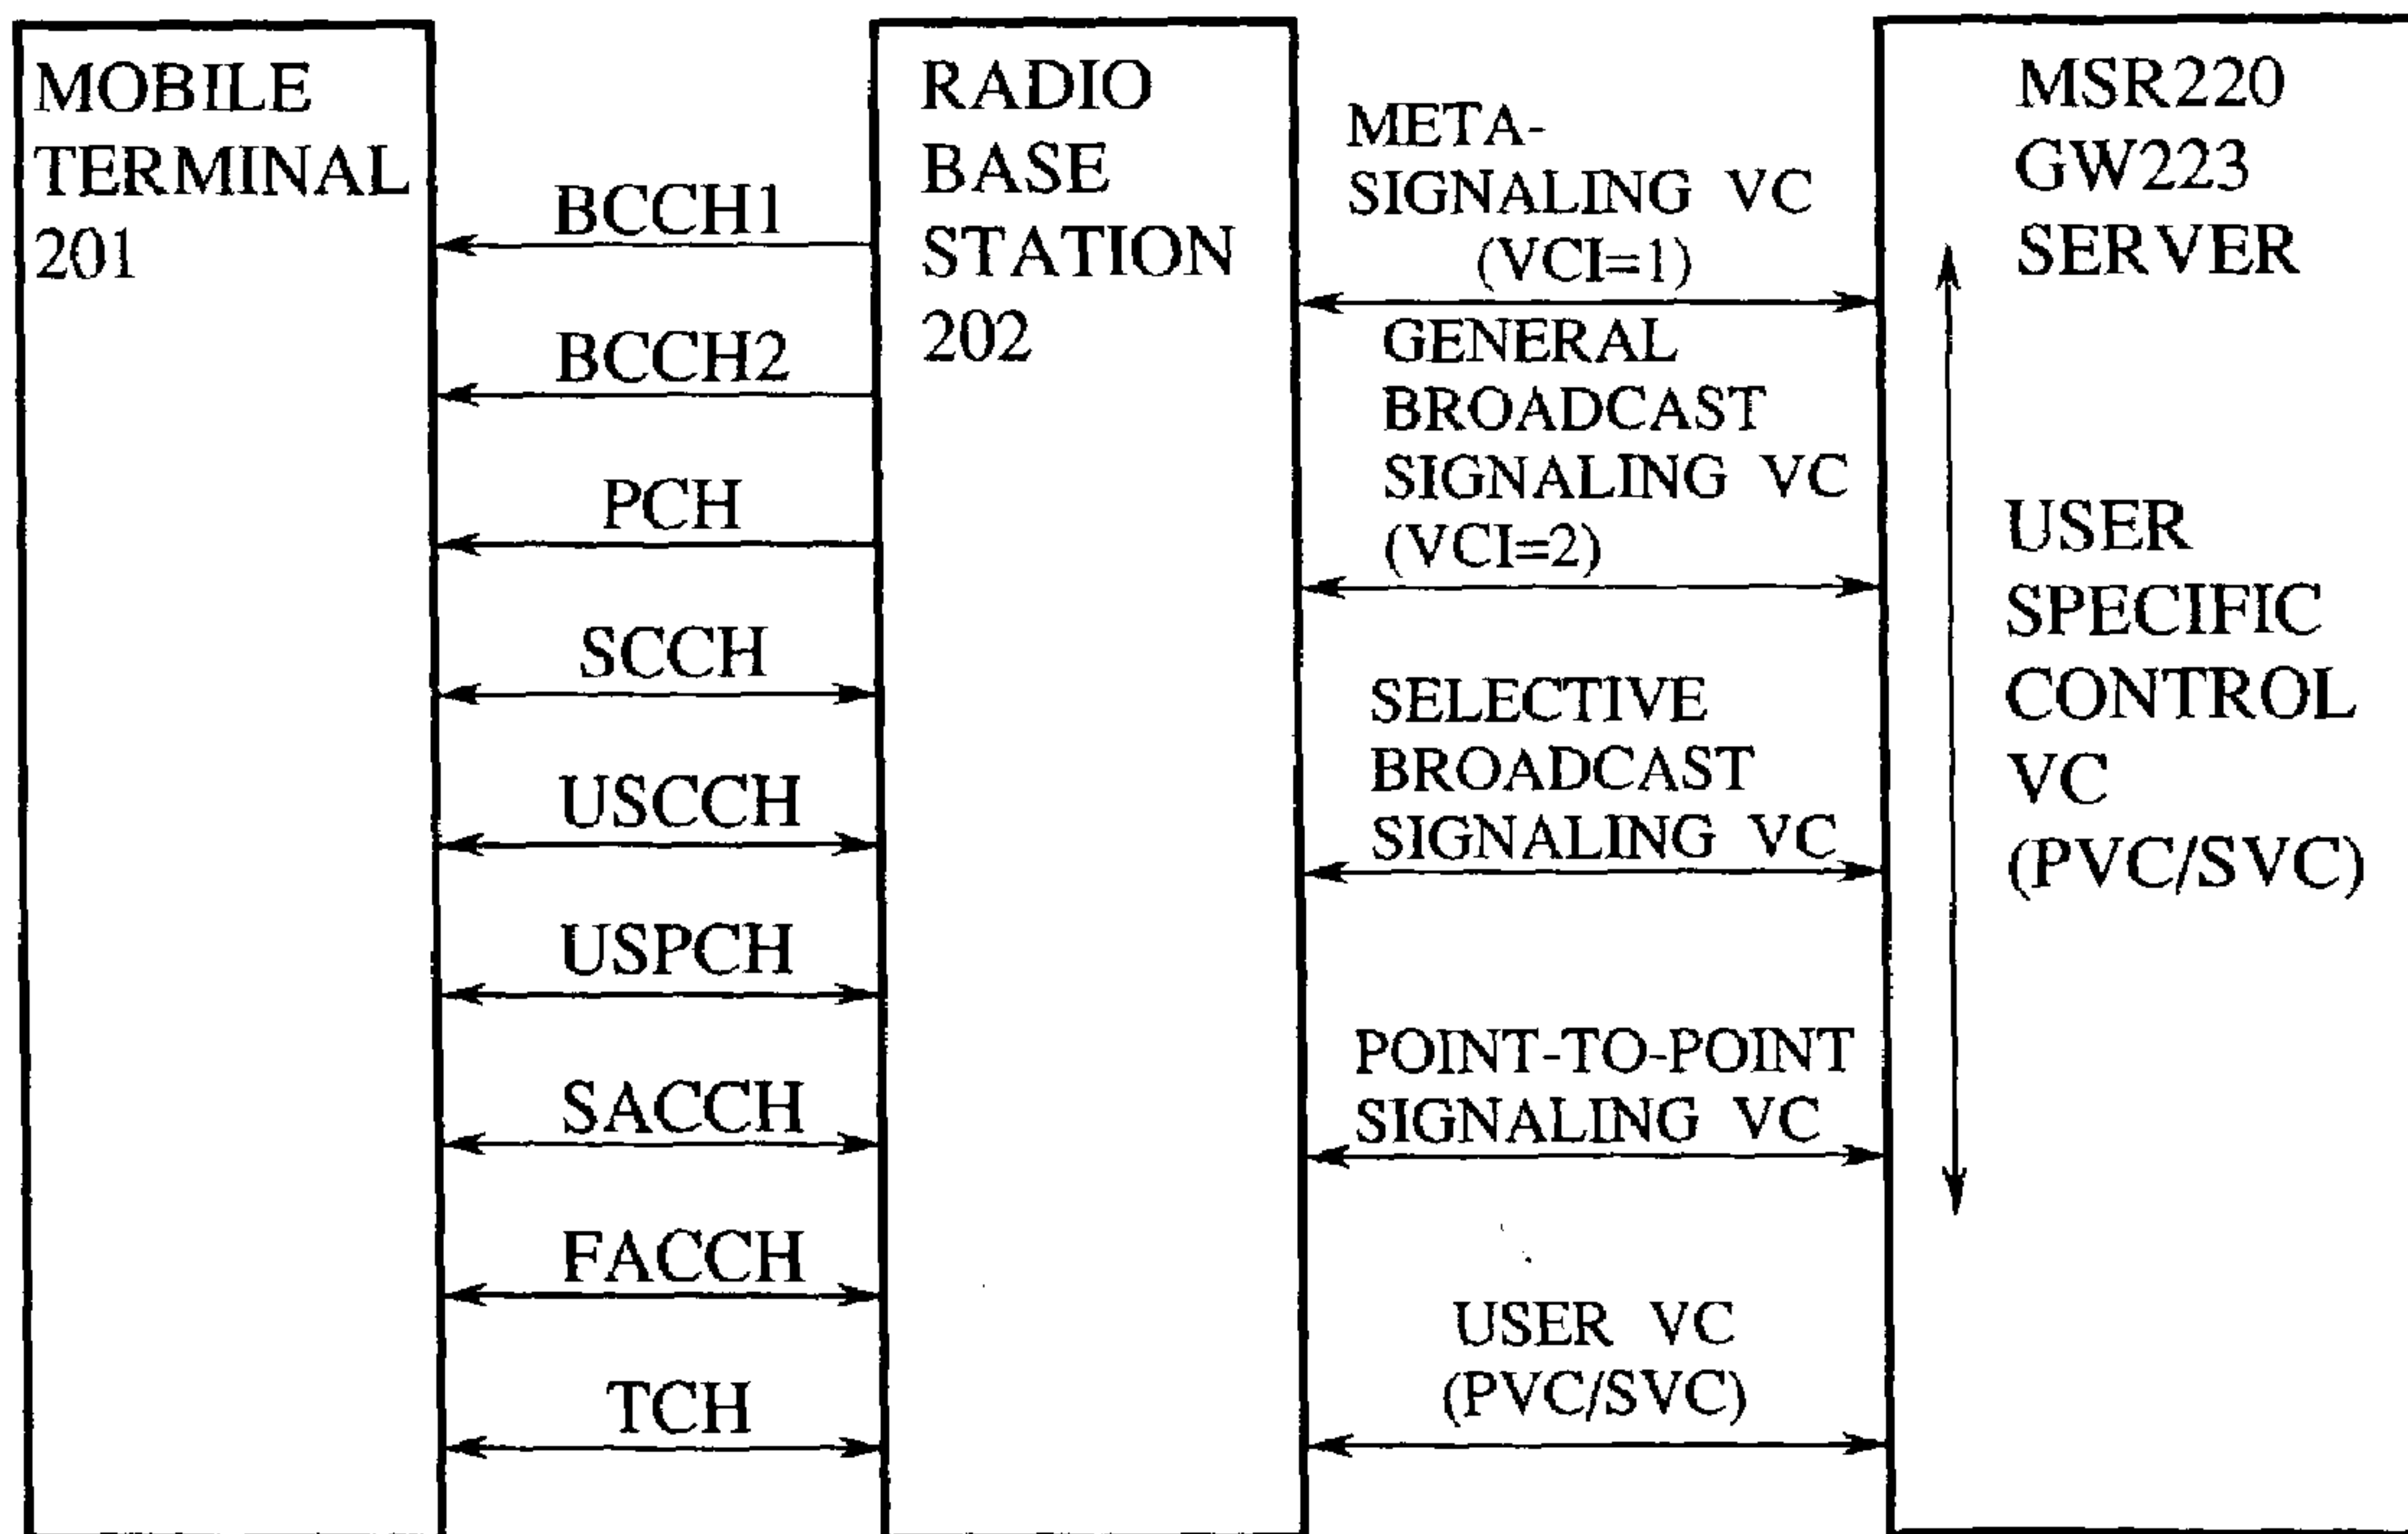 MOBILE
TERMINAL
201
BCCH1
BCCH2
PCH
SCCH
USCCH
USPCH
SACCH
FACCH
TCH
RADIO
BASE
STATION
202
META-
SIGNALING VC
(VCI=1)
GENERAL
BROADCAST
SIGNALING VC
(VCI=2)
SELECTIVE
BROADCAST
SIGNALING VC
POINT-TO-POINT
SIGNALING VC
USER VC
(PVC/SVC)
MSR220
GW223
SERVER
USER
SPECIFIC
CONTROL
VC
(PVC/SVC)